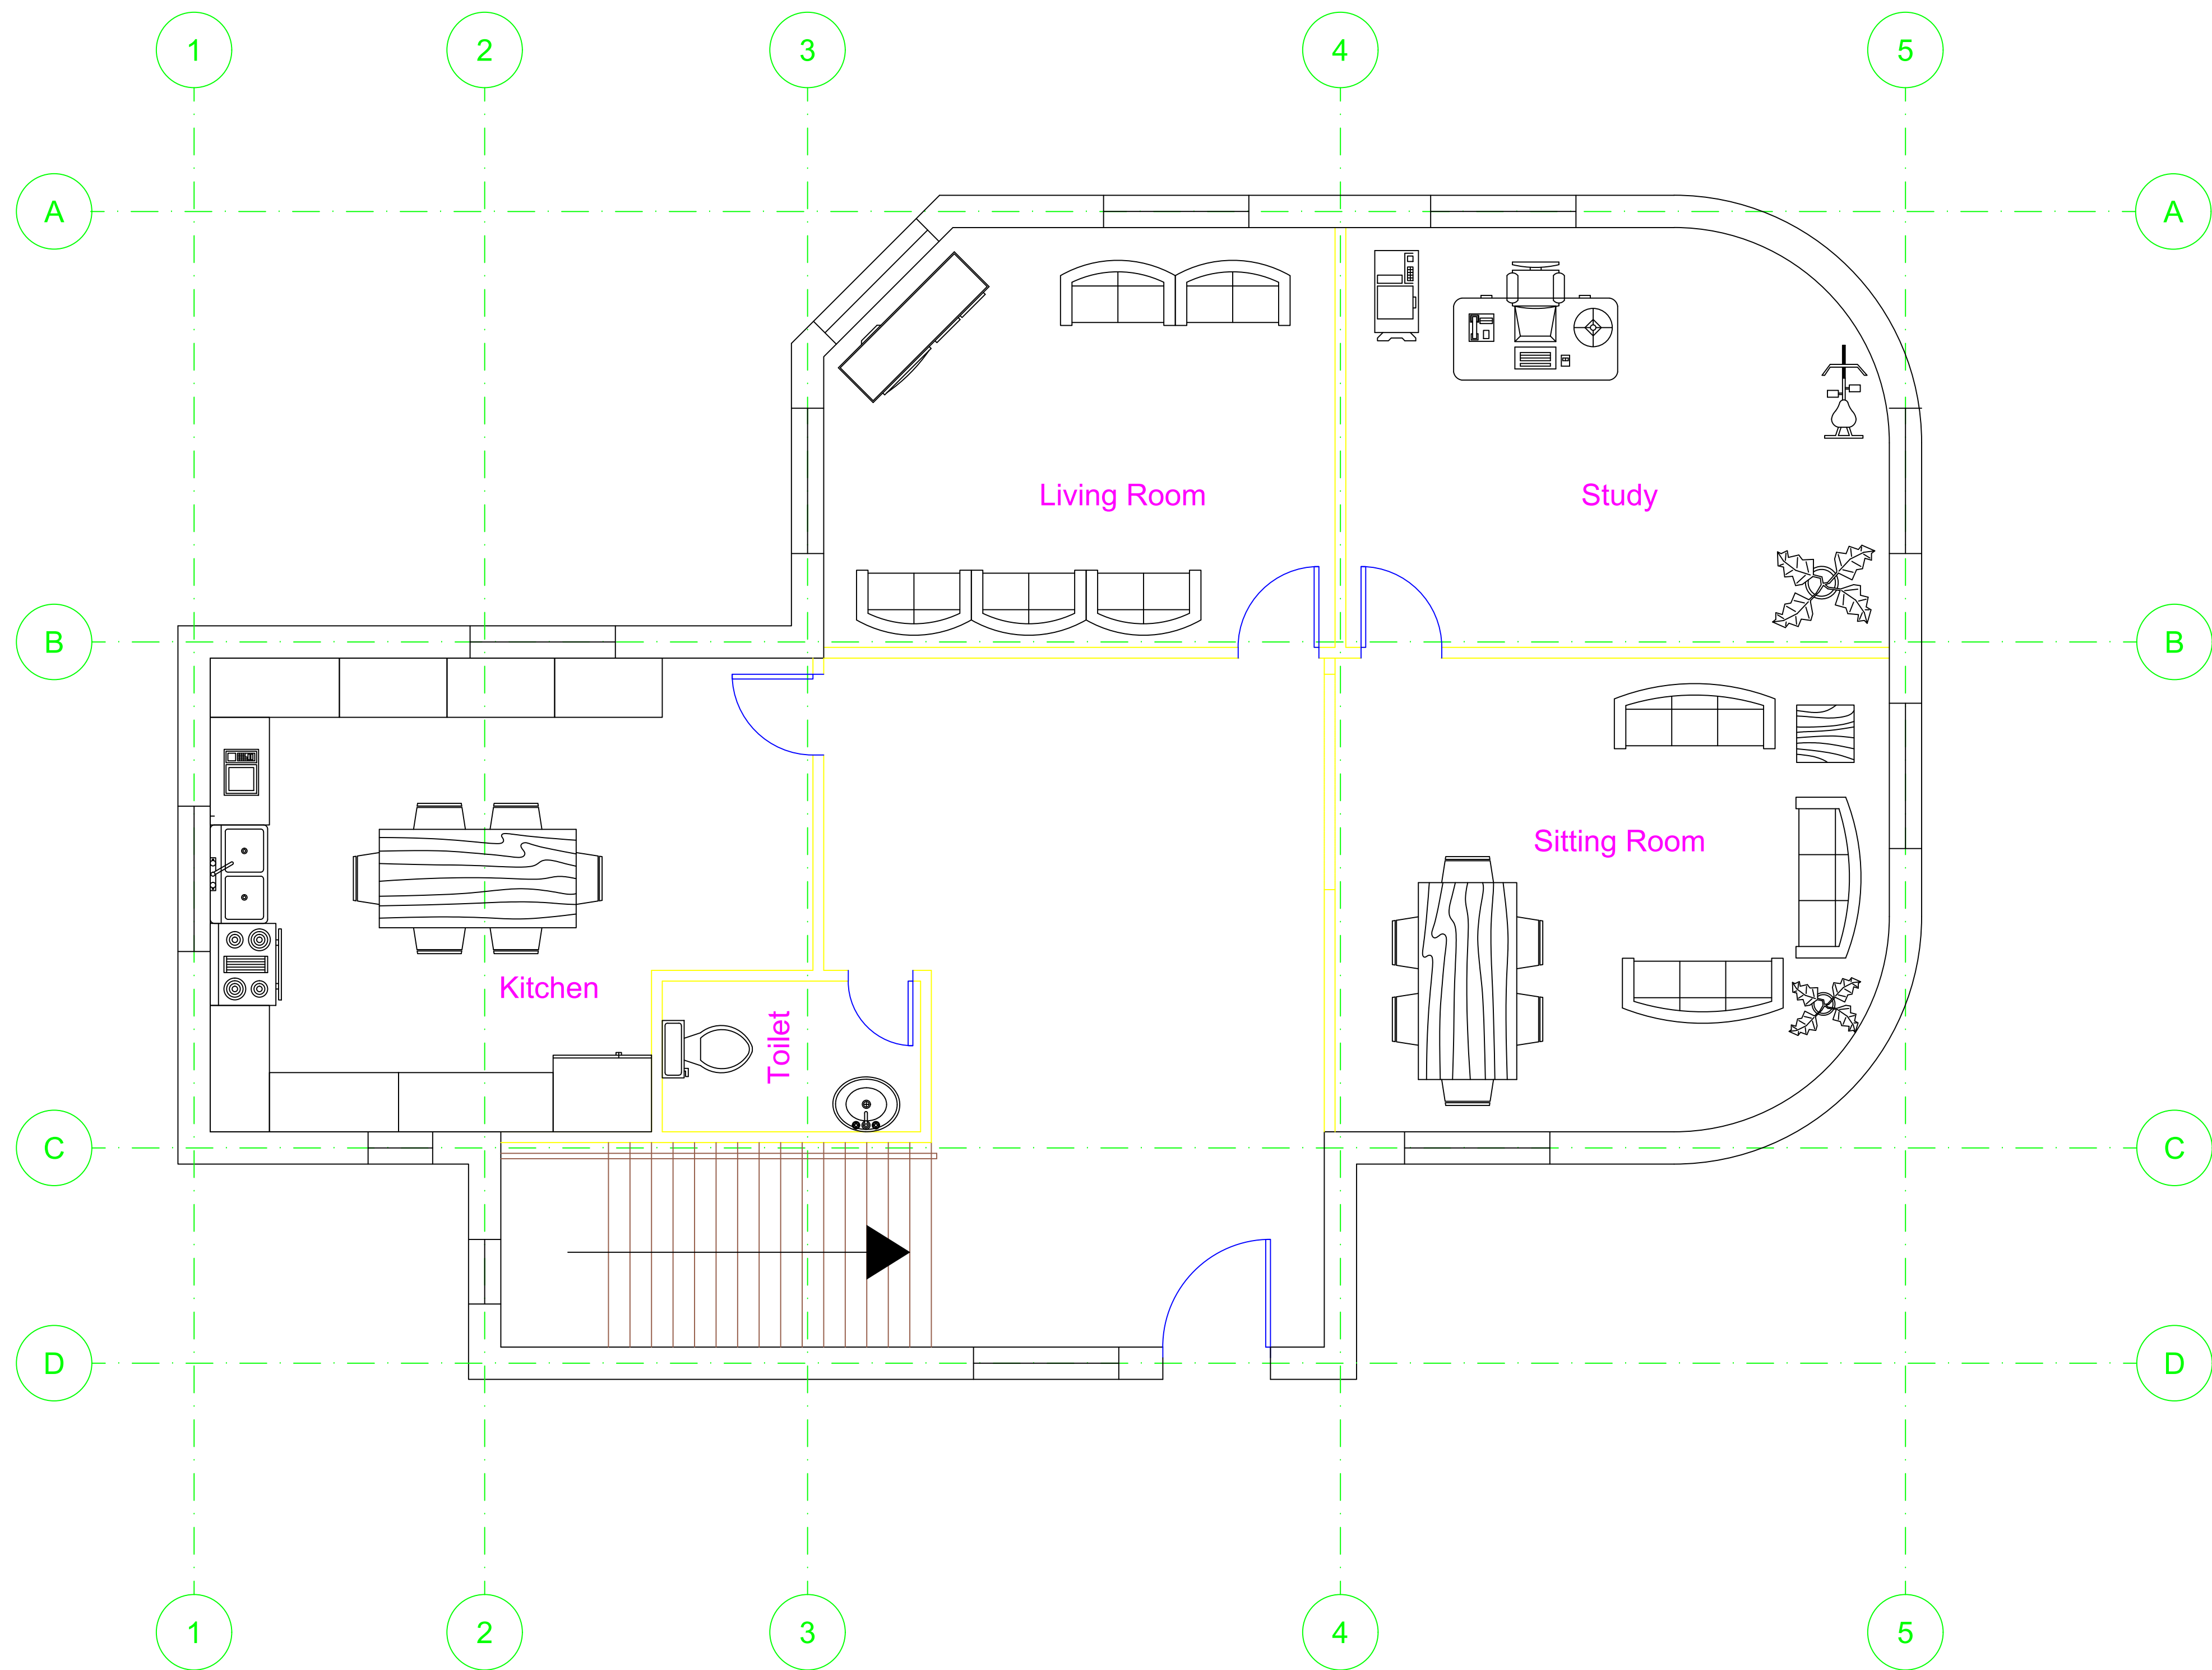 1 2 3 4 5
A A
Living Room Study
B B
Sitting Room
Kitchen
Toilet
C C
D D
1 2 3 4 5